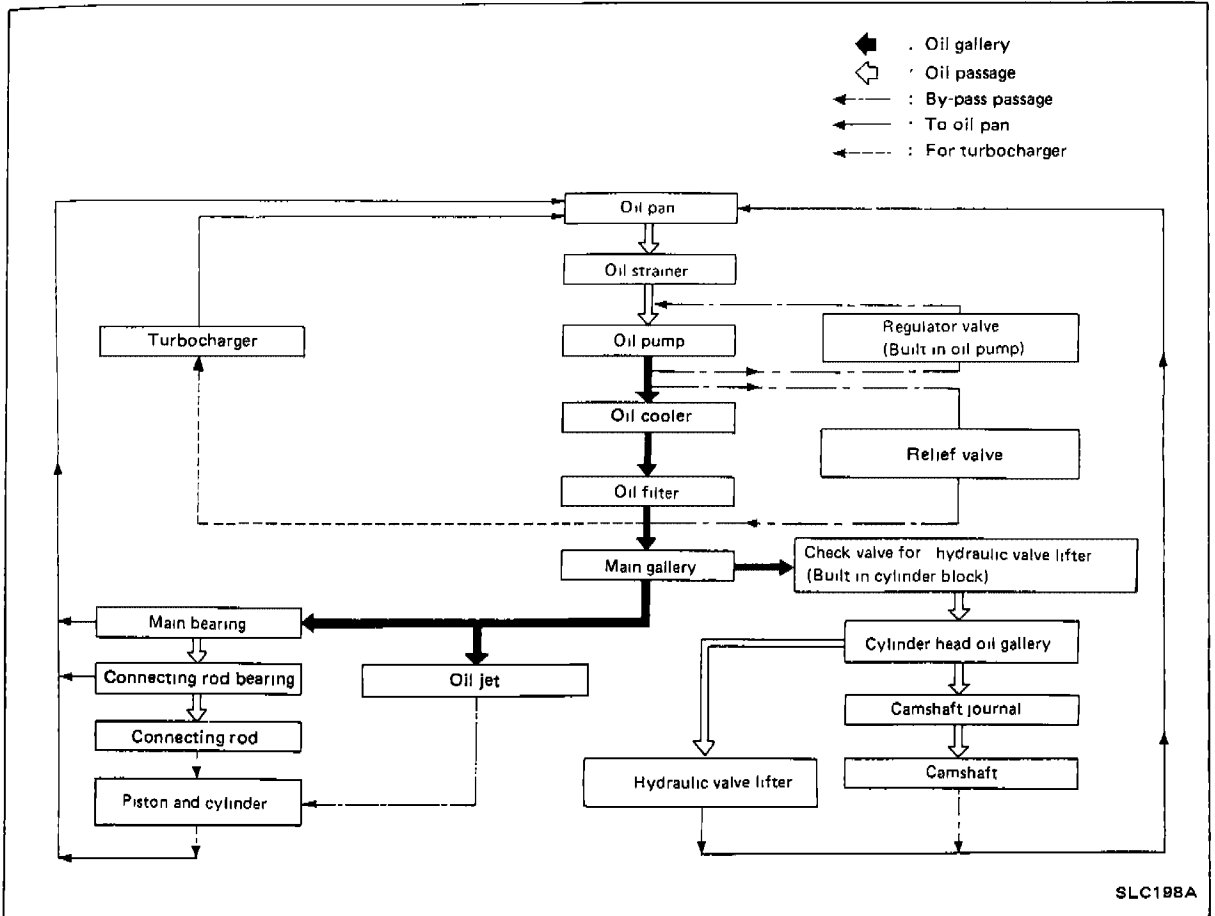 : Oil gallery
: Oil passage
: By-pass passage
: To oil pan
: For turbocharger
Oil pan
Oil strainer
Turbocharger
Oil pump
Regulator valve
(Built in oil pump)
Oil cooler
Relief valve
Oil filter
Main gallery
Check valve for hydraulic valve lifter
(Built in cylinder block)
Main bearing
Cylinder head oil gallery
Connecting rod bearing
Oil jet
Camshaft journal
Connecting rod
Hydraulic valve lifter
Camshaft
Piston and cylinder
SLC198A